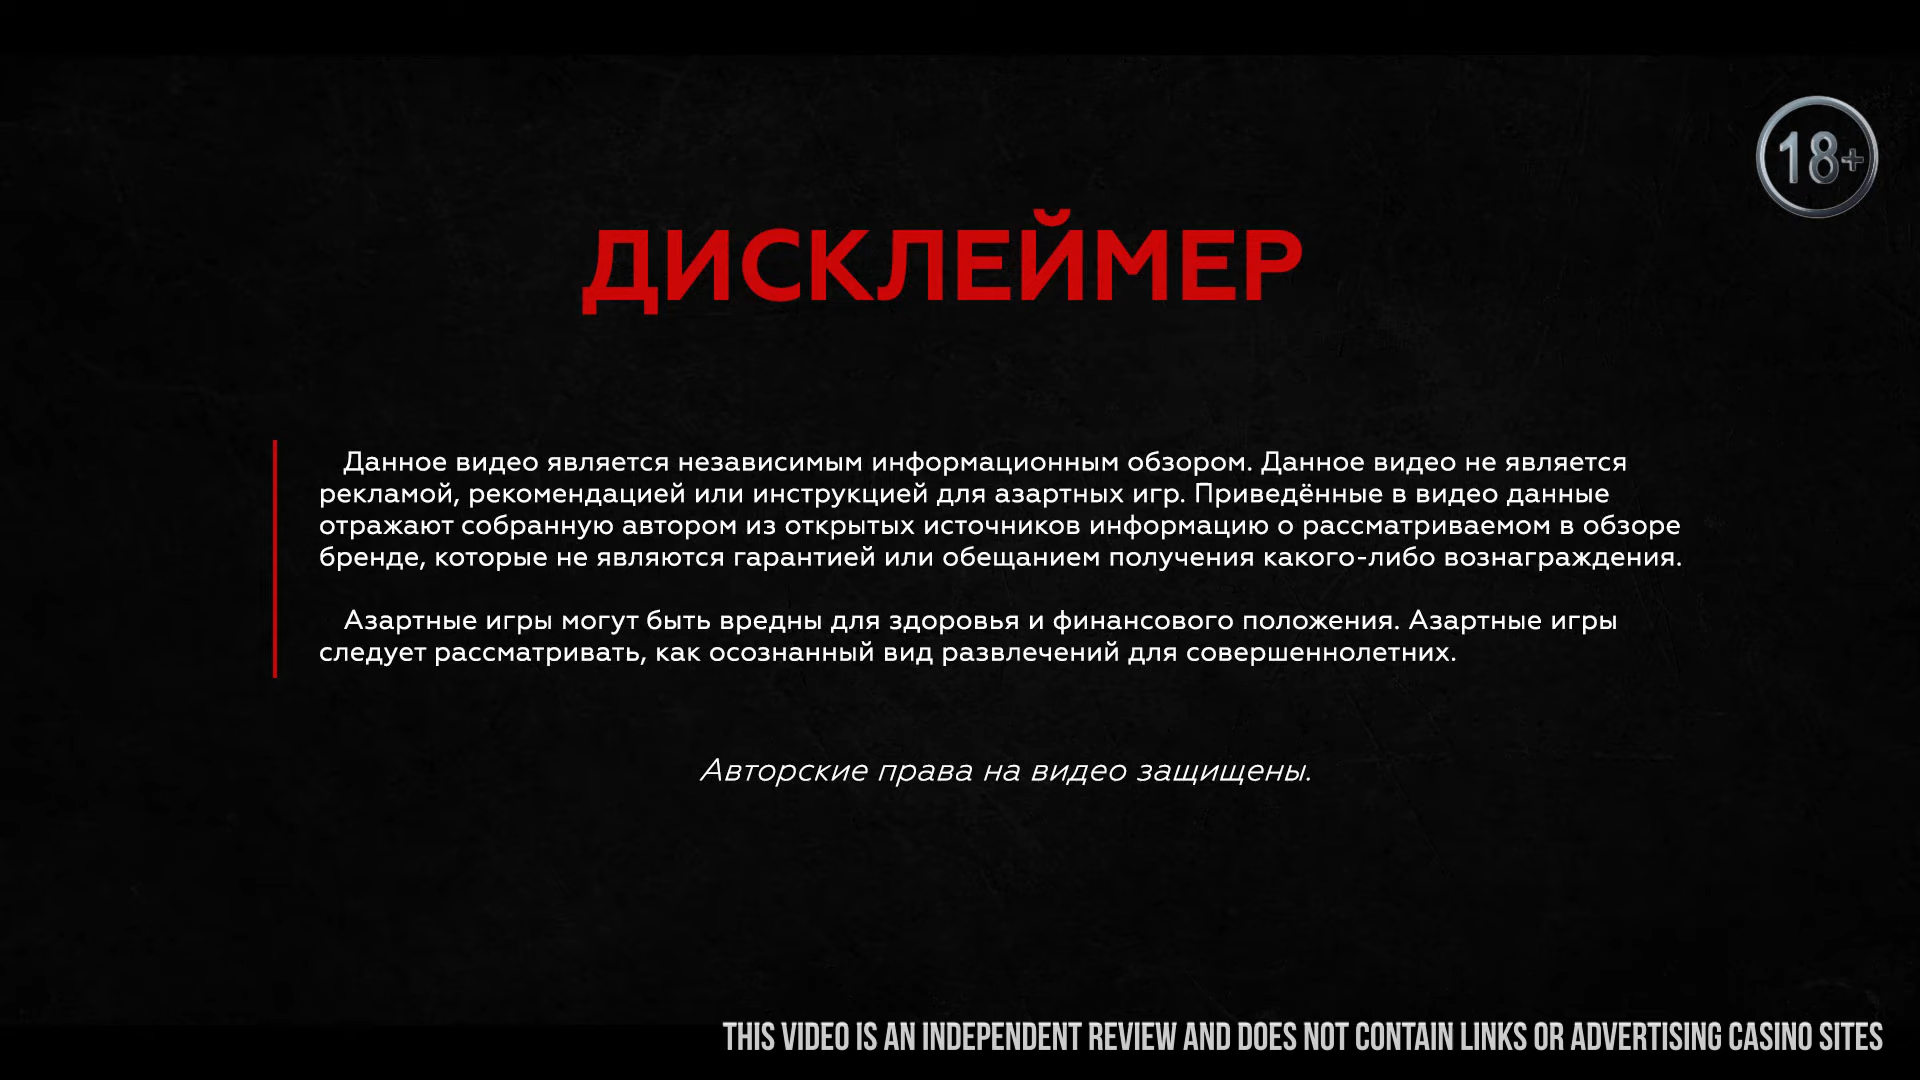 18+
ДИСКЛЕЙМЕР
Данное видео является независимым информационным обзором. Данное видео не является
рекламой, рекомендацией или инструкцией для азартных игр. Приведённые в видео данные
отражают собранную автором из открытых источников информацию о рассматриваемом в обзоре
бренде, которые не являются гарантией или обещанием получения какого-либо вознаграждения.
Азартные игры могут быть вредны для здоровья и финансового положения. Азартные игры
следует рассматривать, как осознанный вид развлечений для совершеннолетних.
Авторские права на видео защищены.
THIS VIDEO IS AN INDEPENDENT REVIEW AND DOES NOT CONTAIN LINKS OR ADVERTISING CASINO SITES